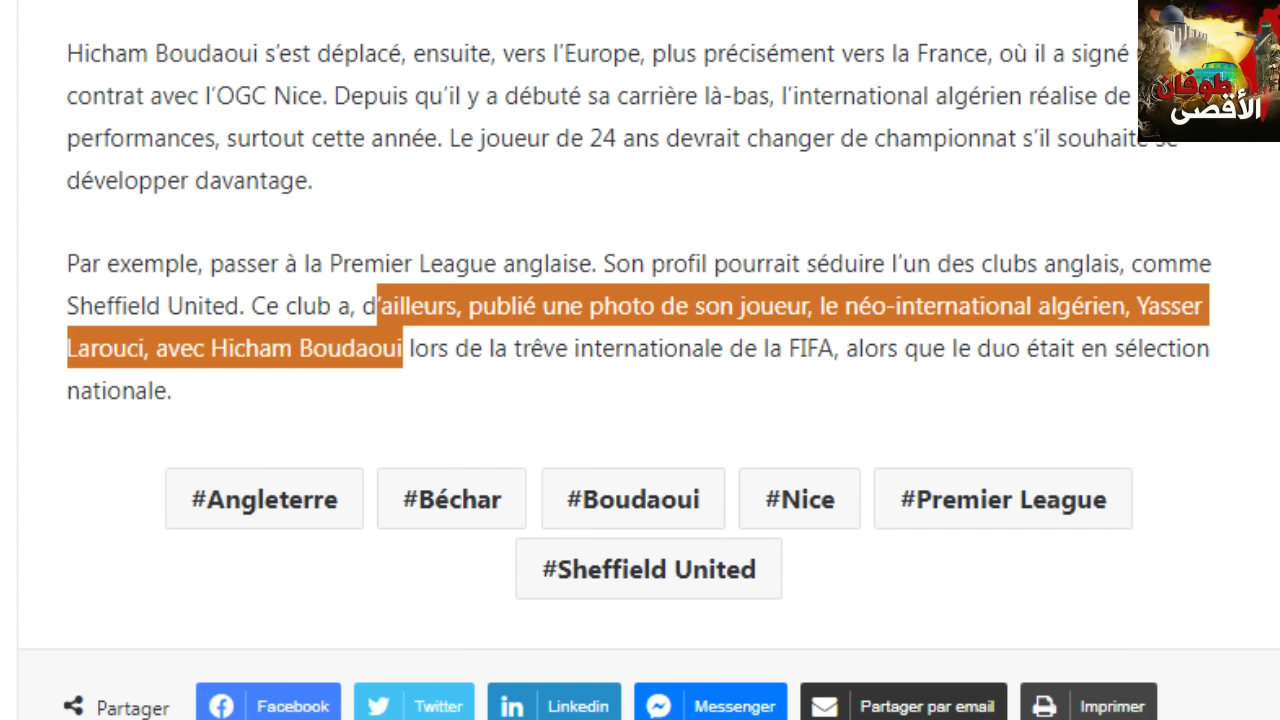 Hicham Boudaoui s’est déplacé, ensuite, vers l’Europe, plus précisément vers la France, où il a signé
contrat avec l’OGC Nice. Depuis qu’il y a débuté sa carrière là-bas, l’international algérien réalise de
performances, surtout cette année. Le joueur de 24 ans devrait changer de championnat s’il souhaite se
développer davantage.
Par exemple, passer à la Premier League anglaise. Son profil pourrait séduire l’un des clubs anglais, comme
Sheffield United. Ce club a, d’ailleurs, publié une photo de son joueur, le néo-international algérien, Yasser
Larouci, avec Hicham Boudaoui lors de la trêve internationale de la FIFA, alors que le duo était en sélection
nationale.
#Angleterre #Béchar #Boudaoui #Nice #Premier League
#Sheffield United
Partager Facebook Twitter Linkedin Messenger Partager par email Imprimer
طوفان
الأقصى